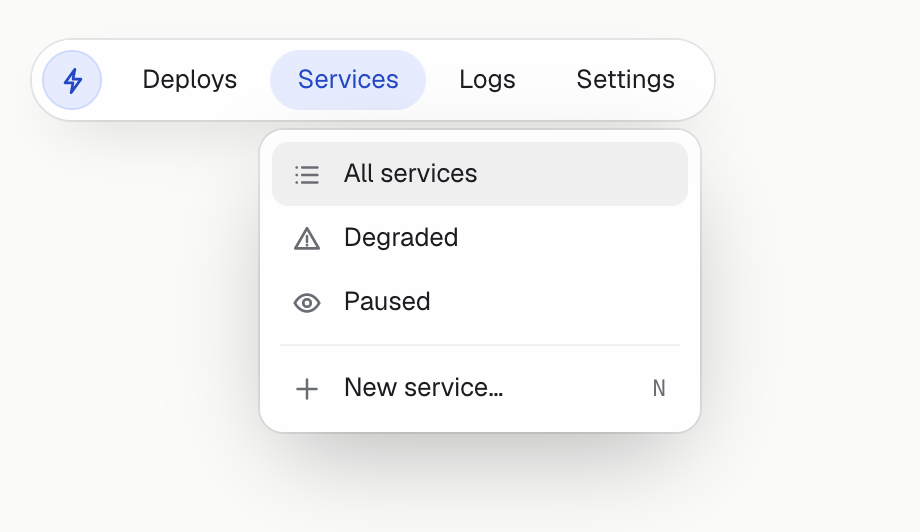 Deploys Services Logs Settings
All services
Degraded
Paused
New service… N